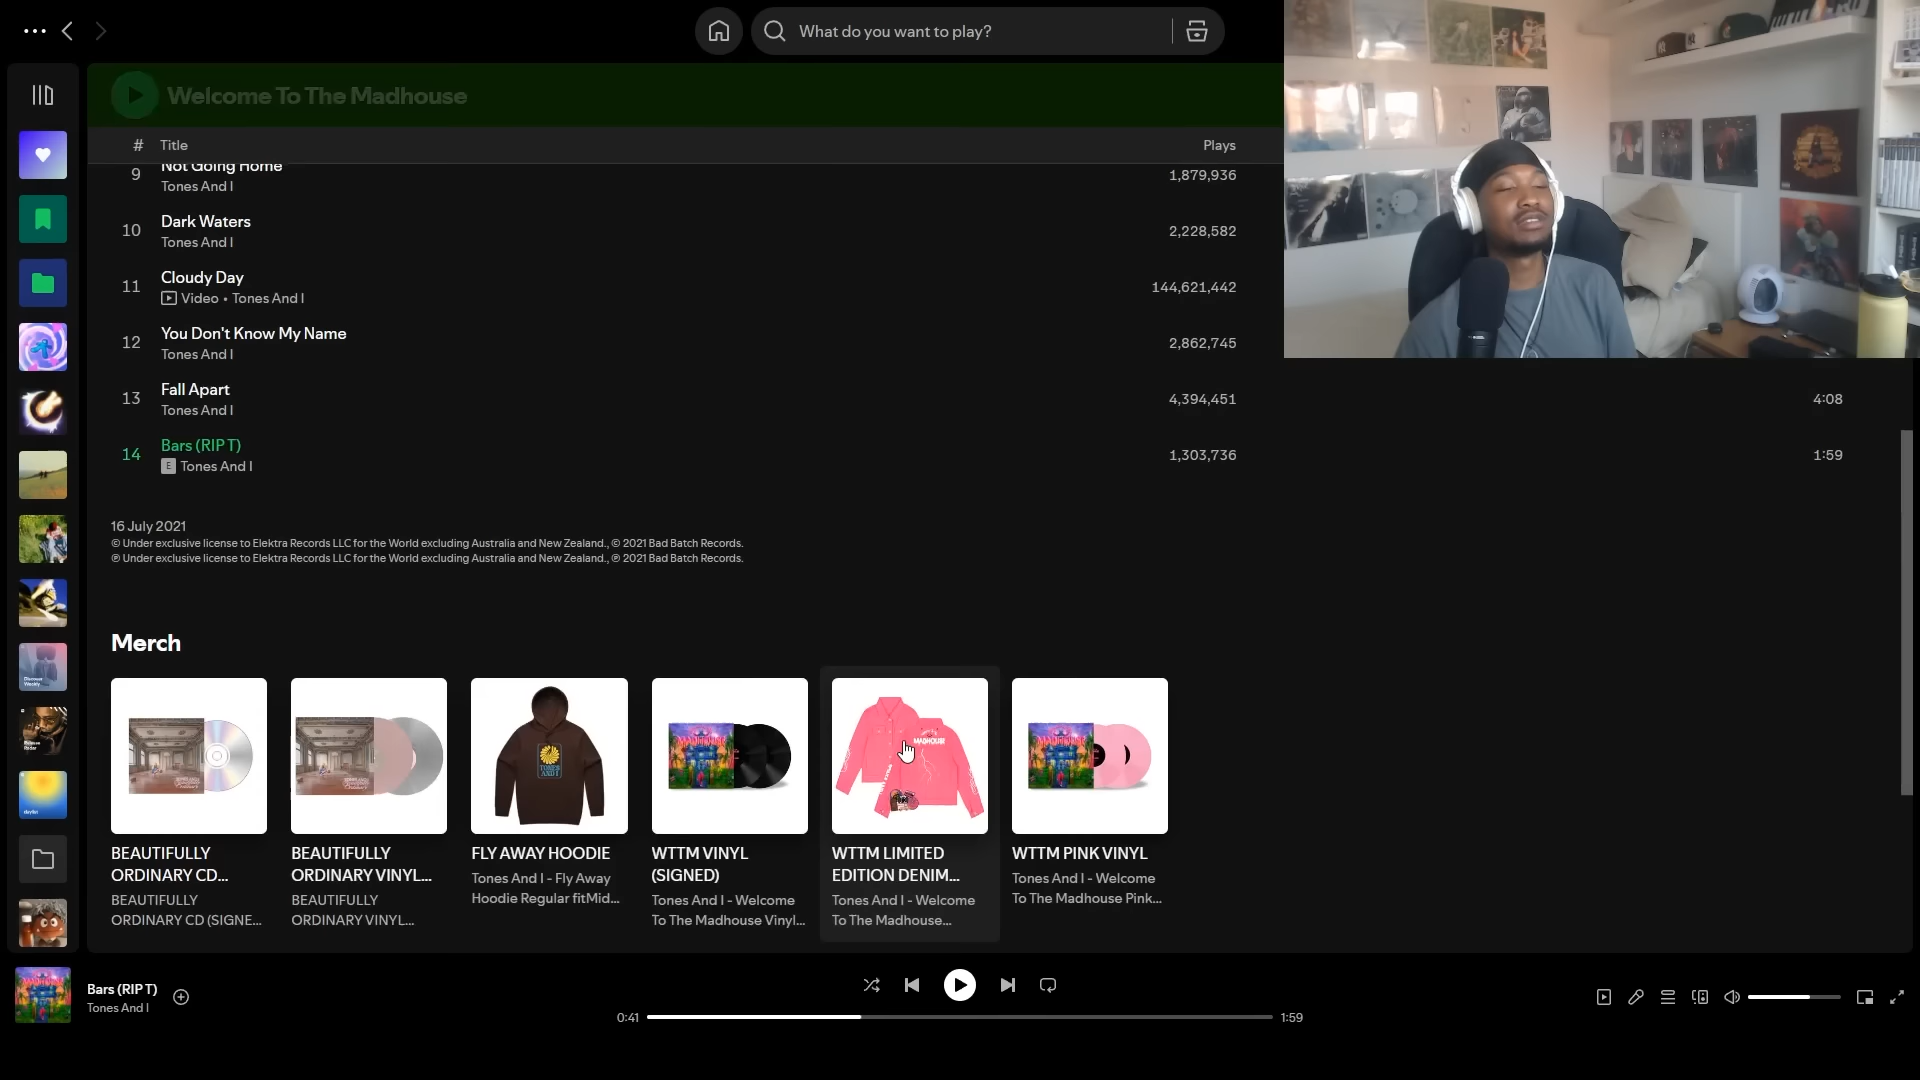 What do you want to play?
Welcome To The Madhouse
# Title Plays
9 Not Going Home 1,879,936
Tones And I
10 Dark Waters 2,228,582
Tones And I
11 Cloudy Day 144,621,442
Video • Tones And I
12 You Don't Know My Name 2,862,745
Tones And I
13 Fall Apart 4,394,451 4:08
Tones And I
14 Bars (RIP T) 1,303,736 1:59
E Tones And I
16 July 2021
© Under exclusive license to Elektra Records LLC for the World excluding Australia and New Zealand., © 2021 Bad Batch Records.
℗ Under exclusive license to Elektra Records LLC for the World excluding Australia and New Zealand., ℗ 2021 Bad Batch Records.
Merch
BEAUTIFULLY
ORDINARY CD...
BEAUTIFULLY
ORDINARY CD (SIGNE...
BEAUTIFULLY
ORDINARY VINYL...
BEAUTIFULLY
ORDINARY VINYL...
FLY AWAY HOODIE
Tones And I - Fly Away
Hoodie Regular fitMid...
WTTM VINYL
(SIGNED)
Tones And I - Welcome
To The Madhouse Vinyl...
MADHOUSE
WTTM LIMITED
EDITION DENIM...
Tones And I - Welcome
To The Madhouse...
WTTM PINK VINYL
Tones And I - Welcome
To The Madhouse Pink...
Bars (RIP T)
Tones And I
0:41 1:59